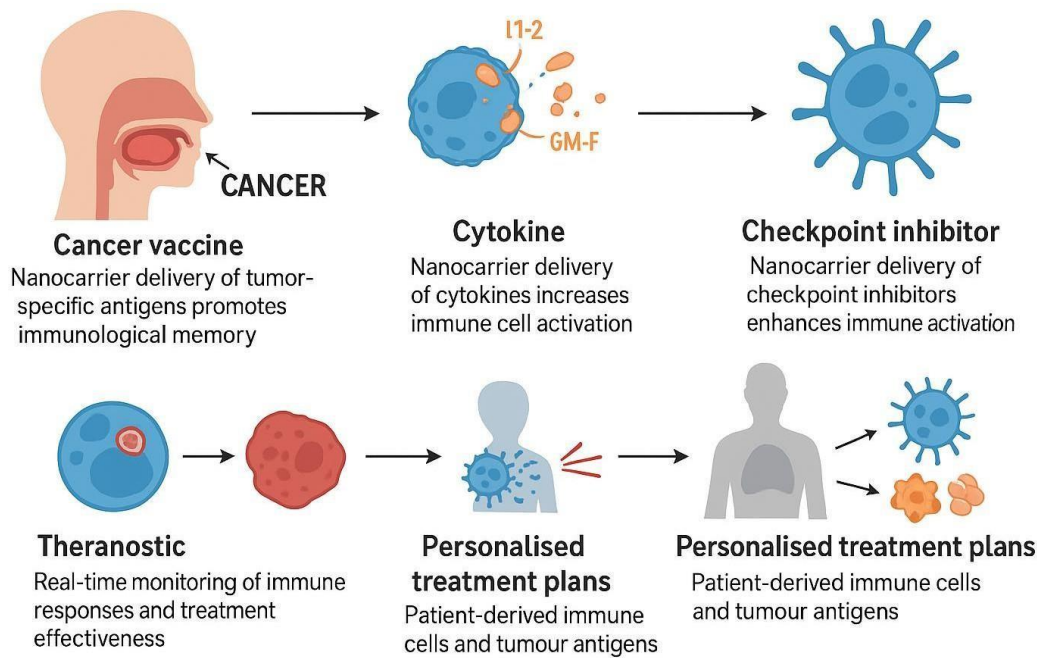 l1-2
GM-F
CANCER
Cancer vaccine
Nanocarrier delivery of tumor-
specific antigens promotes
immunological memory
Cytokine
Nanocarrier delivery
of cytokines increases
immune cell activation
Checkpoint inhibitor
Nanocarrier delivery of
checkpoint inhibitors
enhances immune activation
Theranostic
Real-time monitoring of immune
responses and treatment
effectiveness
Personalised
treatment plans
Patient-derived immune
cells and tumour antigens
Personalised treatment plans
Patient-derived immune cells
and tumour antigens